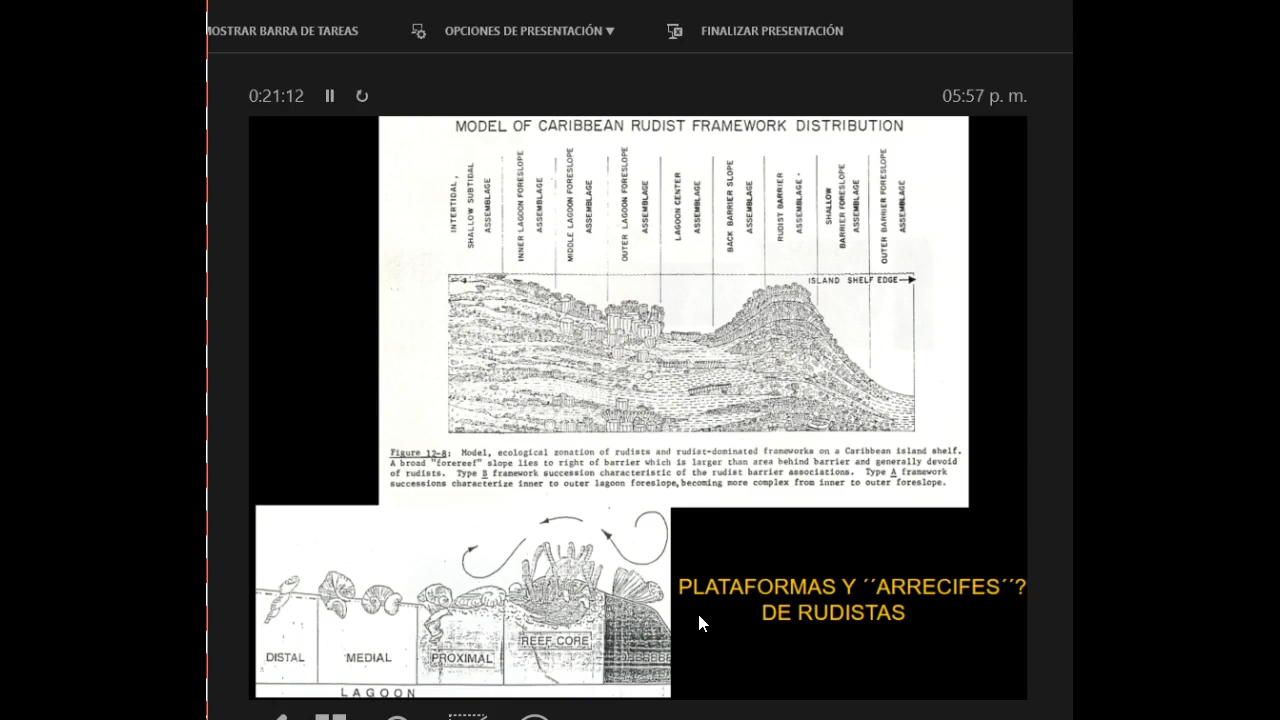 MOSTRAR BARRA DE TAREAS
OPCIONES DE PRESENTACIÓN ▼
FINALIZAR PRESENTACIÓN
0:21:12
05:57 p. m.
MODEL OF CARIBBEAN RUDIST FRAMEWORK DISTRIBUTION
INTERTIDAL,
SHALLOW SUBTIDAL
ASSEMBLAGE
INNER LAGOON FORESLOPE
ASSEMBLAGE
MIDDLE LAGOON FORESLOPE
ASSEMBLAGE
OUTER LAGOON FORESLOPE
ASSEMBLAGE
LAGOON CENTER
ASSEMBLAGE
BACK BARRIER SLOPE
ASSEMBLAGE
RUDIST BARRIER
ASSEMBLAGE
SHALLOW
BARRIER FORESLOPE
ASSEMBLAGE
OUTER BARRIER FORESLOPE
ASSEMBLAGE
ISLAND SHELF EDGE
Figure 12-8: Model, ecological zonation of rudists and rudist-dominated frameworks on a Caribbean island shelf.
A broad "forereef" slope lies to right of barrier which is larger than area behind barrier and generally devoid
of rudists. Type B framework succession characteristic of the rudist barrier associations. Type A framework
successions characterize inner to outer lagoon foreslope, becoming more complex from inner to outer foreslope.
PLATAFORMAS Y ´´ARRECIFES´´?
DE RUDISTAS
REEF CORE
DISTAL
MEDIAL
PROXIMAL
LAGOON